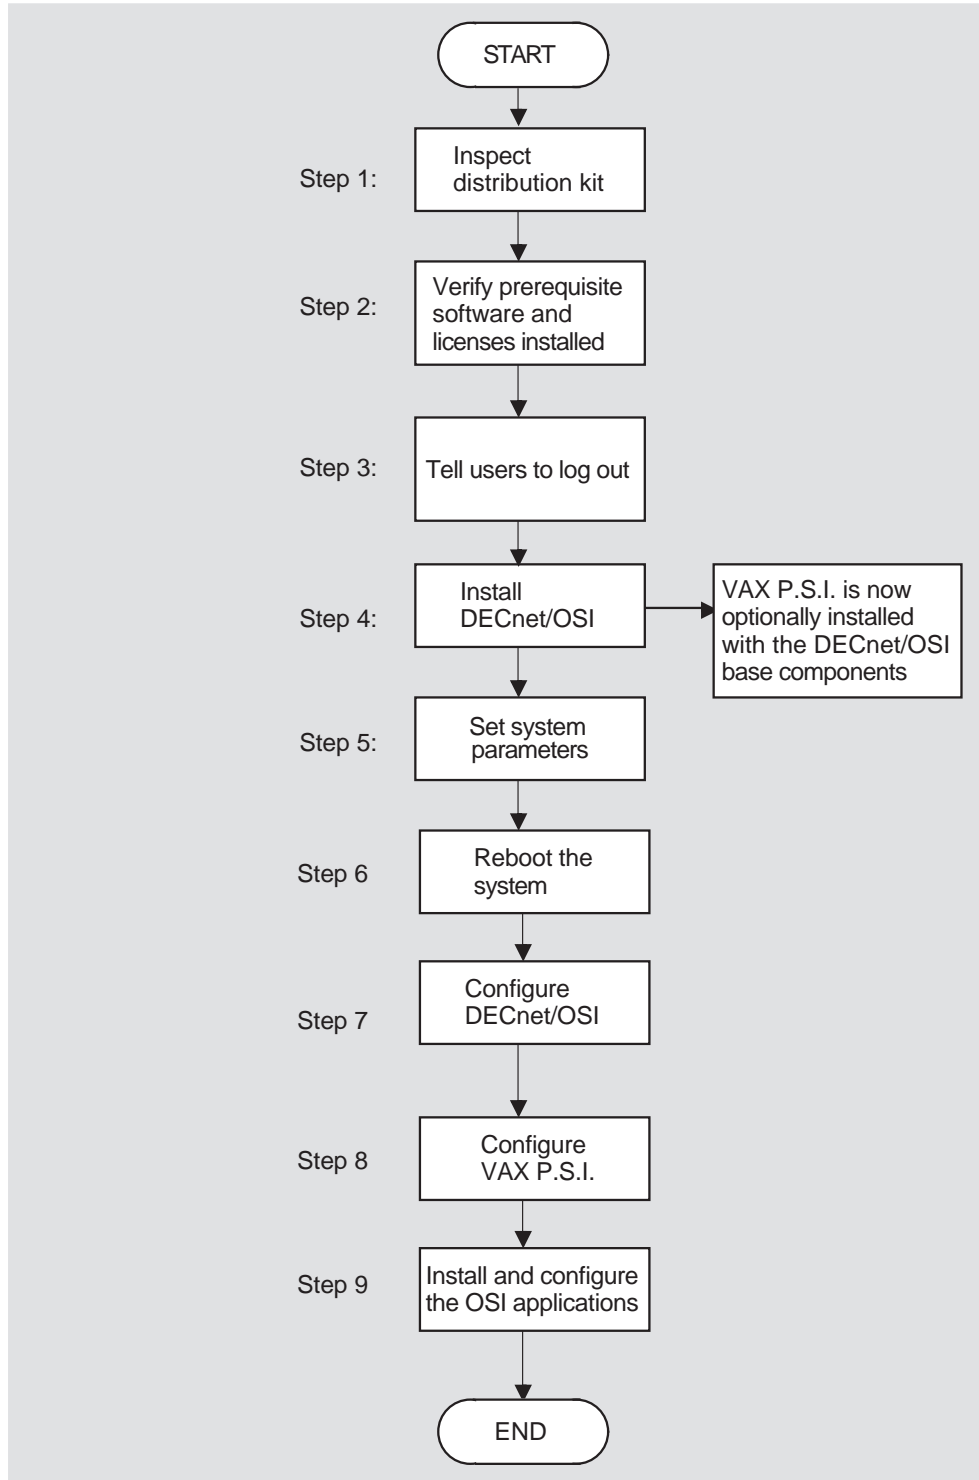 START
Step 1:
Inspect
distribution kit
Step 2:
Verify prerequisite
software and
licenses installed
Step 3:
Tell users to log out
Step 4:
Install
DECnet/OSI
VAX P.S.I. is now
optionally installed
with the DECnet/OSI
base components
Step 5:
Set system
parameters
Step 6
Reboot the
system
Step 7
Configure
DECnet/OSI
Step 8
Configure
VAX P.S.I.
Step 9
Install and configure
the OSI applications
END